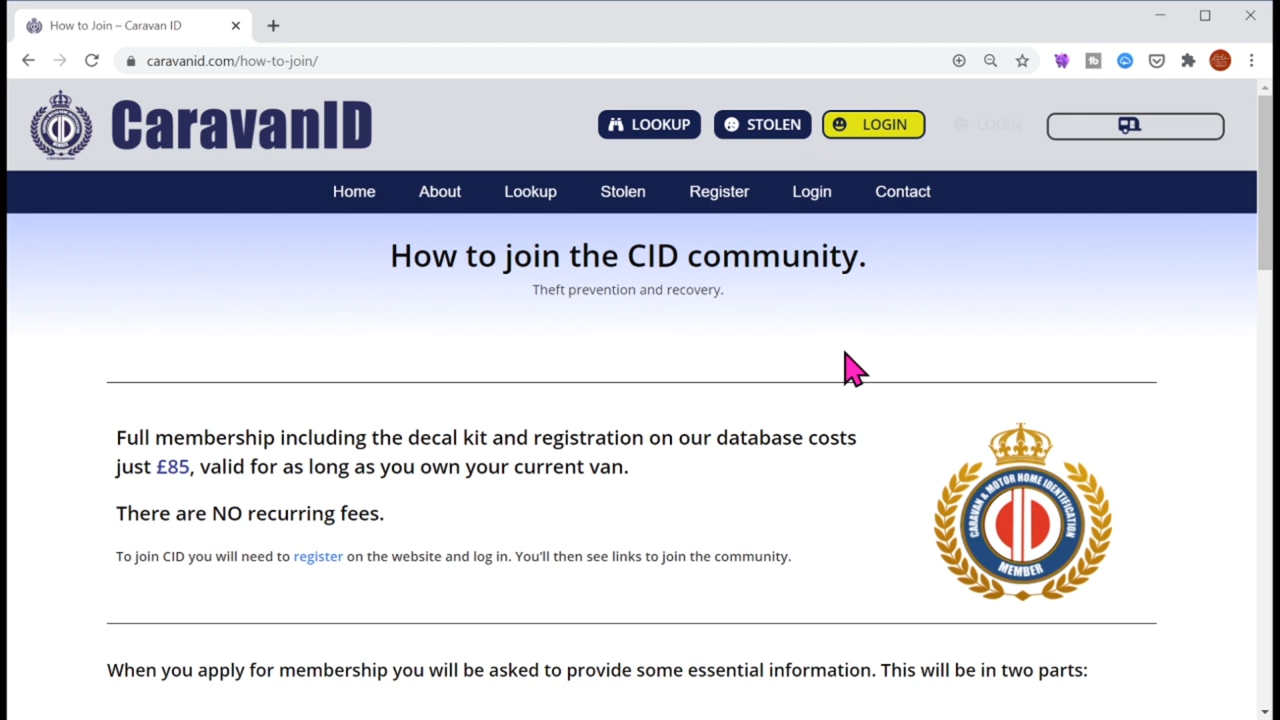 How to Join – Caravan ID
caravanid.com/how-to-join/
CaravanID
LOOKUP
STOLEN
LOGIN
LOGIN
Home
About
Lookup
Stolen
Register
Login
Contact
How to join the CID community.
Theft prevention and recovery.
Full membership including the decal kit and registration on our database costs
just £85, valid for as long as you own your current van.
There are NO recurring fees.
To join CID you will need to register on the website and log in. You'll then see links to join the community.
CARAVAN & MOTOR HOME IDENTIFICATION
MEMBER
When you apply for membership you will be asked to provide some essential information. This will be in two parts: